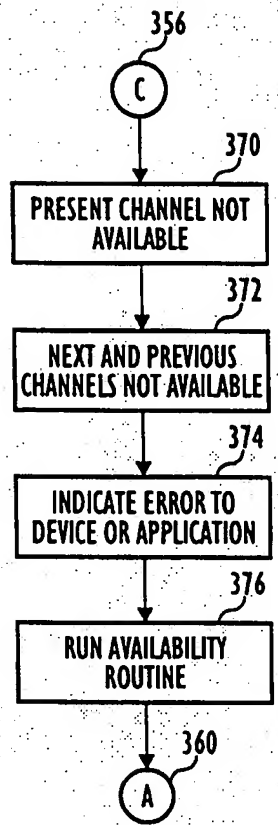 356
C
370
PRESENT CHANNEL NOT
AVAILABLE
372
NEXT AND PREVIOUS
CHANNELS NOT AVAILABLE
374
INDICATE ERROR TO
DEVICE OR APPLICATION
376
RUN AVAILABILITY
ROUTINE
360
A